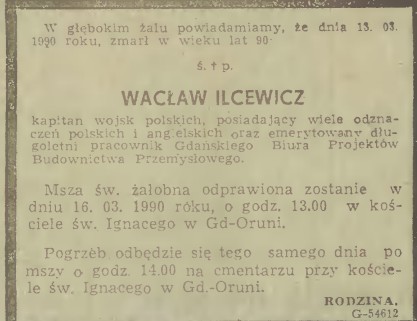 W głębokim żalu powiadamiamy, że dnia 13. 03.
1990 roku, zmarł w wieku lat 90·
ś. † p.
WACŁAW ILCEWICZ
kapitan wojsk polskich, posiadający wiele odzna-
czeń polskich i ang.elskich oraz emerytowany dłu-
goletni pracownik Gdańskiego Biura Projektów
Budownictwa Przemysłowego.
Msza św. żałobna odprawiona zostanie w
dniu 16. 03. 1990 roku, o godz. 13.00 w koś-
ciele św. Ignacego w Gd-Oruni.
Pogrzeb odbędzie się tego samego dnia po
mszy o godz. 14.00 na cmentarzu przy koście-
le św. Ignacego w Gd.-Oruni.
RODZINA.
G-54612